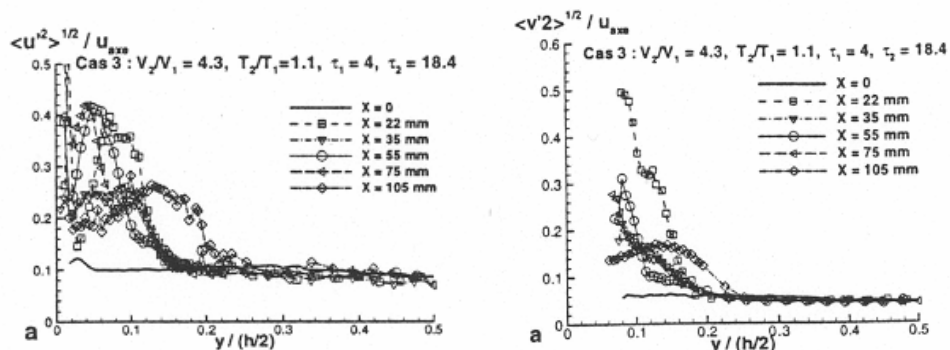 <u'²>¹/² / uaxe
Cas 3 : V₂/V₁ = 4.3, T₂/T₁=1.1, τ₁ = 4, τ₂ = 18.4
0.5
0.4
0.3
0.2
0.1
0
X = 0
X = 22 mm
X = 35 mm
X = 55 mm
X = 75 mm
X = 105 mm
0 0.1 0.2 0.3 0.4 0.5
a
y / (h/2)
<v'2>¹/² / uaxe
Cas 3 : V₂/V₁ = 4.3, T₂/T₁=1.1, τ₁ = 4, τ₂ = 18.4
0.6
0.5
0.4
0.3
0.2
0.1
0
X = 0
X = 22 mm
X = 35 mm
X = 55 mm
X = 75 mm
X = 105 mm
0 0.1 0.2 0.3 0.4 0.5
a
y / (h/2)